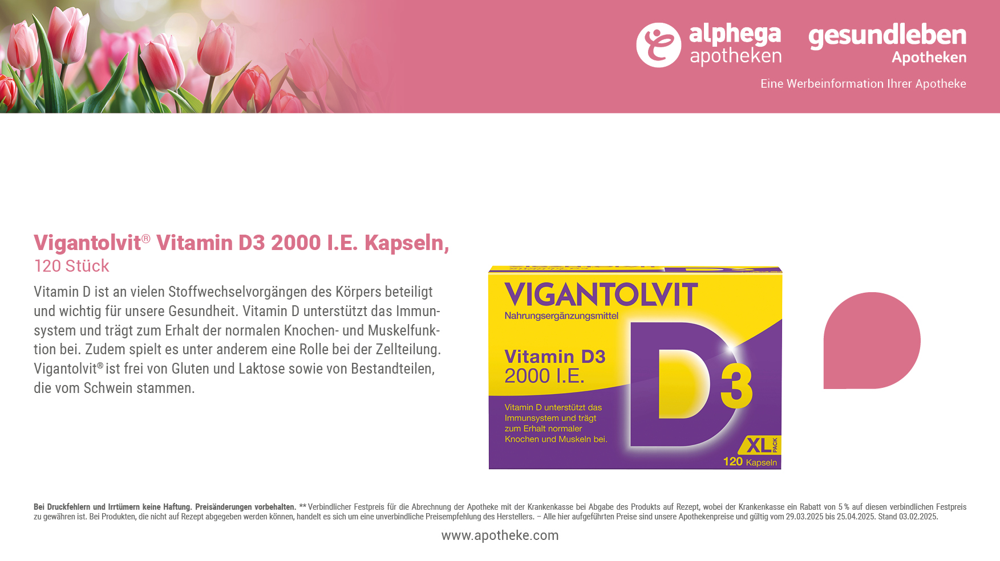 alphega
apotheken
gesundleben
Apotheken
Eine Werbeinformation Ihrer Apotheke
Vigantolvit® Vitamin D3 2000 I.E. Kapseln,
120 Stück
Vitamin D ist an vielen Stoffwechselvorgängen des Körpers beteiligt
und wichtig für unsere Gesundheit. Vitamin D unterstützt das Immun-
system und trägt zum Erhalt der normalen Knochen- und Muskelfunk-
tion bei. Zudem spielt es unter anderem eine Rolle bei der Zellteilung.
Vigantolvit® ist frei von Gluten und Laktose sowie von Bestandteilen,
die vom Schwein stammen.
VIGANTOLVIT
Nahrungsergänzungsmittel
Vitamin D3
2000 I.E.
D3
Vitamin D unterstützt das
Immunsystem und trägt
zum Erhalt normaler
Knochen und Muskeln bei.
XL PACK
120 Kapseln
Bei Druckfehlern und Irrtümern keine Haftung. Preisänderungen vorbehalten. ** Verbindlicher Festpreis für die Abrechnung der Apotheke mit der Krankenkasse bei Abgabe des Produkts auf Rezept, wobei der Krankenkasse ein Rabatt von 5 % auf diesen verbindlichen Festpreis
zu gewähren ist. Bei Produkten, die nicht auf Rezept abgegeben werden können, handelt es sich um eine unverbindliche Preisempfehlung des Herstellers. – Alle hier aufgeführten Preise sind unsere Apothekenpreise und gültig vom 29.03.2025 bis 25.04.2025. Stand 03.02.2025.
www.apotheke.com